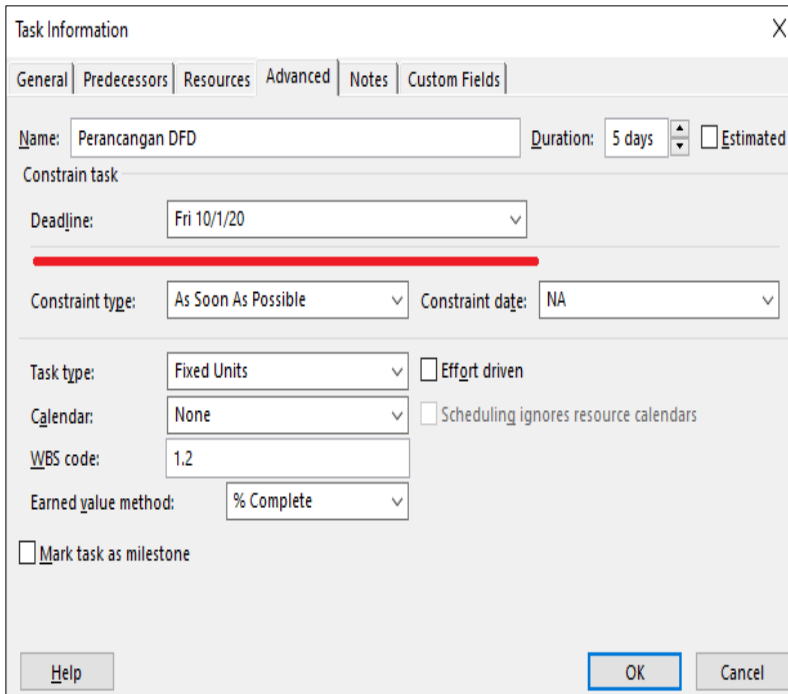 Task Information
General Predecessors Resources Advanced Notes Custom Fields
Name: Perancangan DFD Duration: 5 days Estimated
Constrain task
Deadline: Fri 10/1/20
Constraint type: As Soon As Possible Constraint date: NA
Task type: Fixed Units Effort driven
Calendar: None Scheduling ignores resource calendars
WBS code: 1.2
Earned value method: % Complete
Mark task as milestone
Help OK Cancel